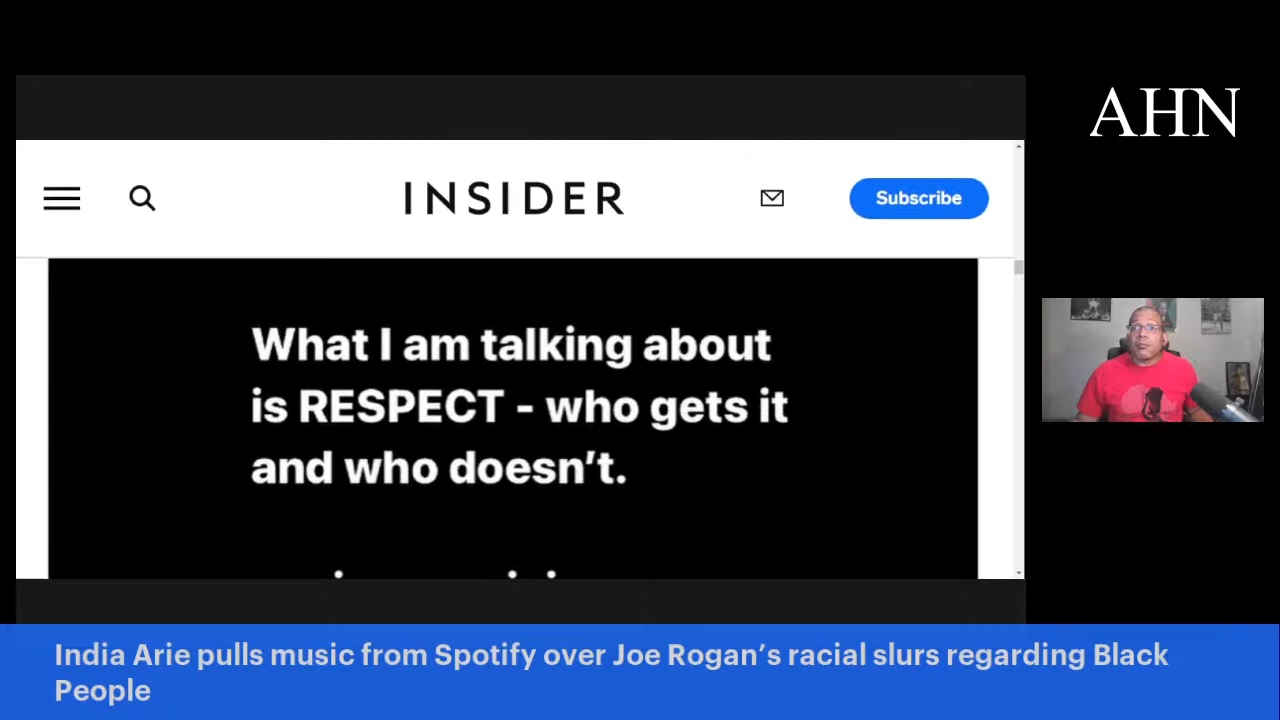 AHN
INSIDER
Subscribe
What I am talking about
is RESPECT - who gets it
and who doesn’t.
India Arie pulls music from Spotify over Joe Rogan’s racial slurs regarding Black
People